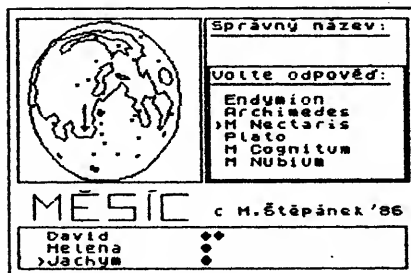 Správný název:
Volte odpověď:
Endymion
Archimedes
>M Nectaris
Plato
M Cognitum
M Nubium
MĚSÍC
c M.Štěpánek '86
David
Helena
>Jachym